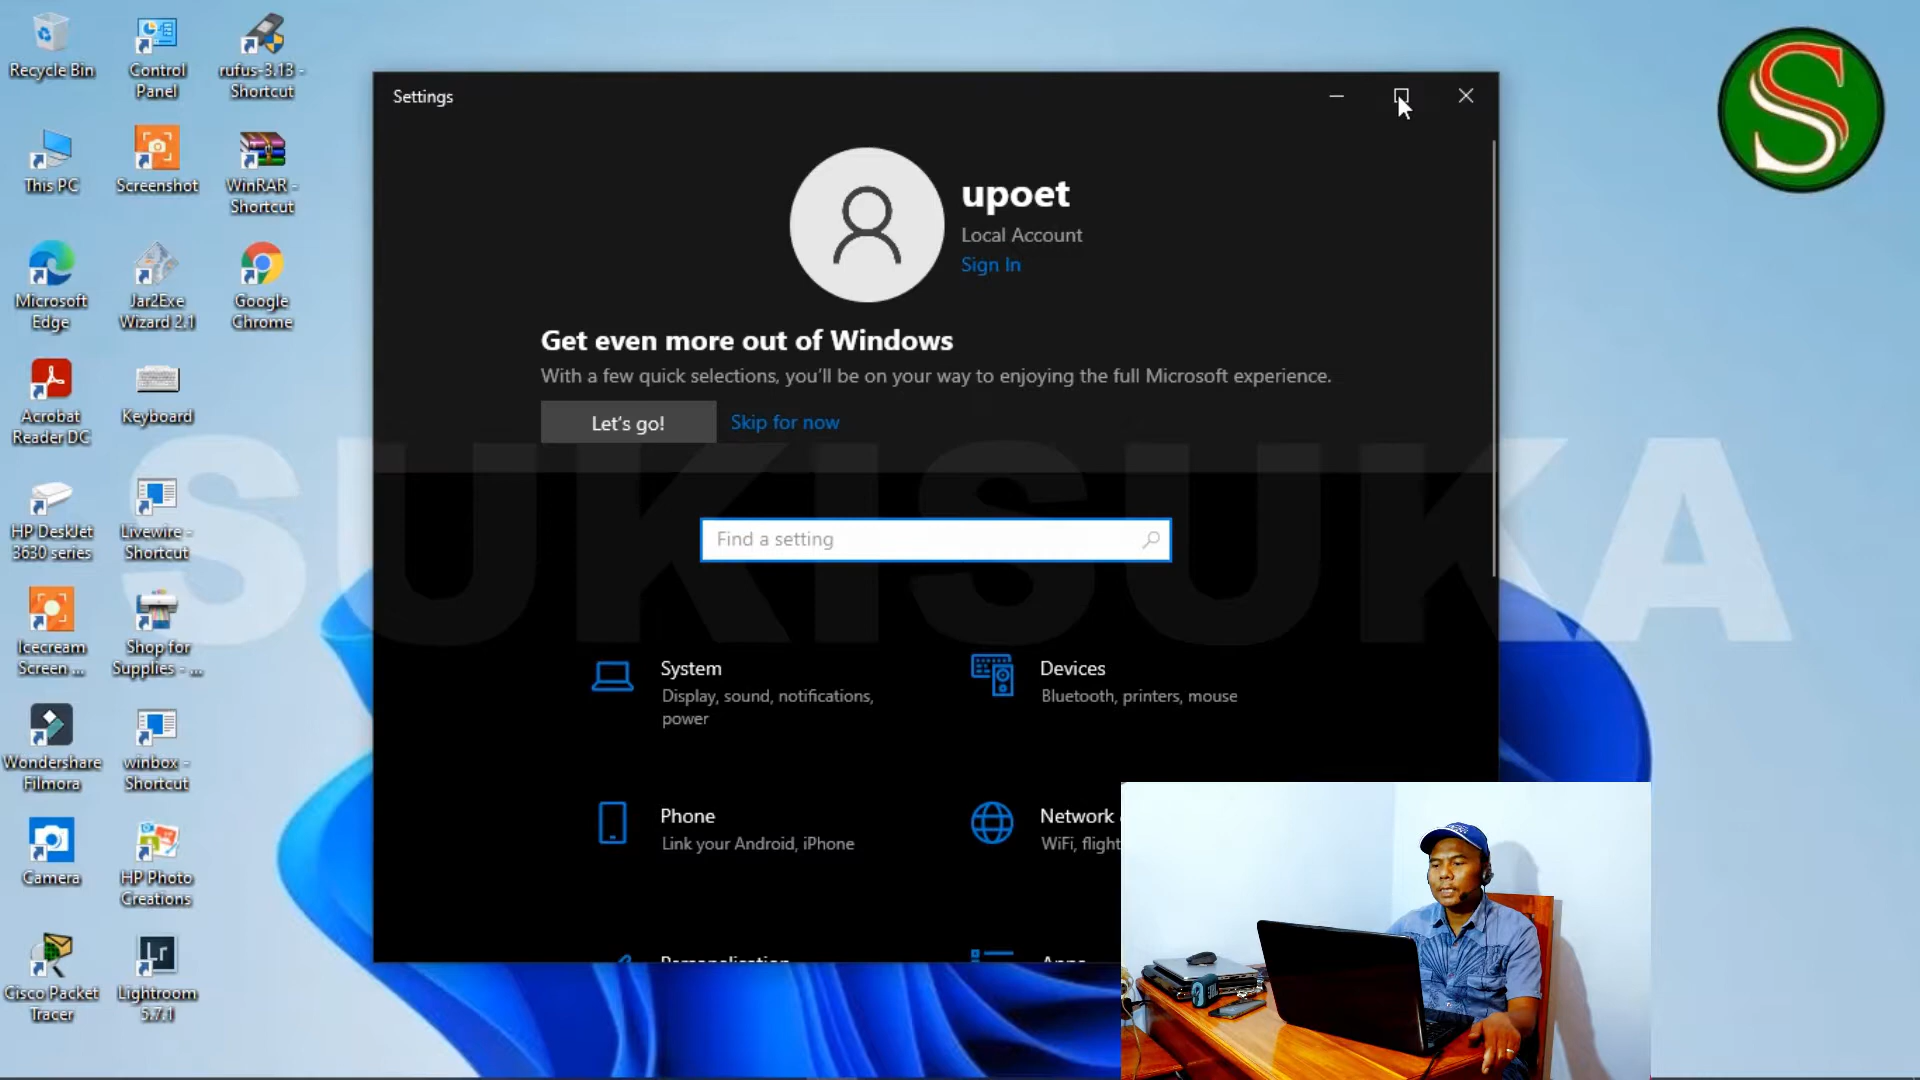 Recycle Bin
Control
Panel
rufus-3.13 -
Shortcut
This PC
Screenshot
WinRAR -
Shortcut
Microsoft
Edge
Jar2Exe
Wizard 2.1
Google
Chrome
Acrobat
Reader DC
Keyboard
HP DeskJet
3630 series
Livewire -
Shortcut
Icecream
Screen ...
Shop for
Supplies - ...
Wondershare
Filmora
winbox -
Shortcut
Camera
HP Photo
Creations
Cisco Packet
Tracer
Lightroom
5.7.1
Lr
Settings
upoet
Local Account
Sign In
Get even more out of Windows
With a few quick selections, you'll be on your way to enjoying the full Microsoft experience.
Let's go!
Skip for now
SUKISUKA
Find a setting
System
Display, sound, notifications,
power
Devices
Bluetooth, printers, mouse
Phone
Link your Android, iPhone
Network
WiFi, flight
Personalisation
Apps
S